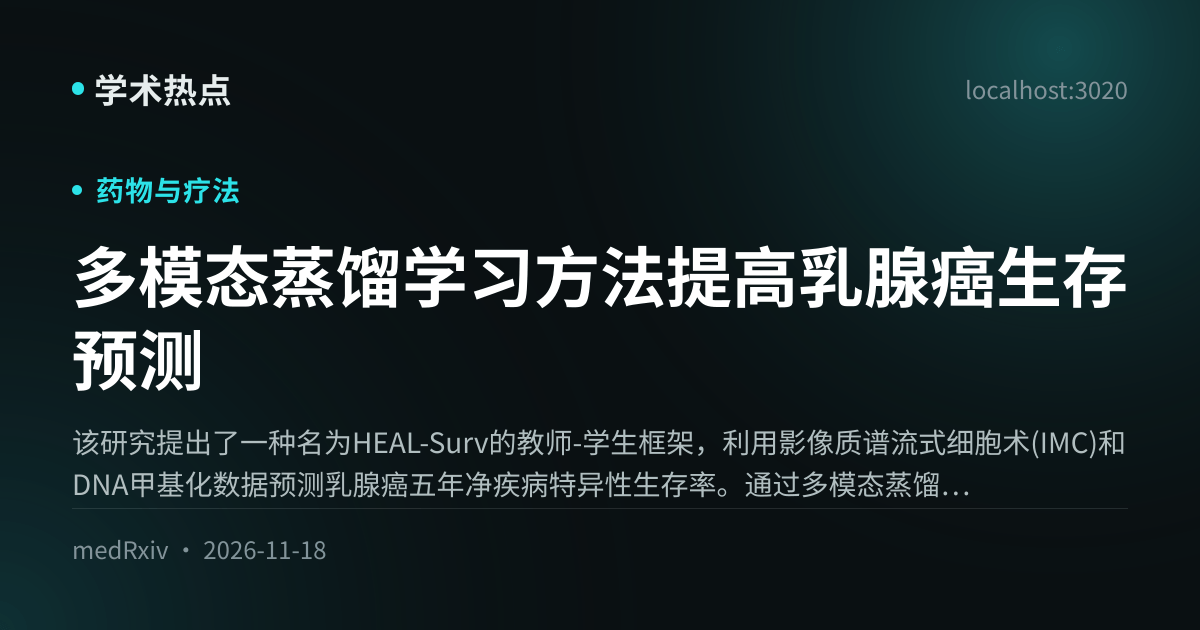 学术热点
localhost:3020
药物与疗法
多模态蒸馏学习方法提高乳腺癌生存
预测
该研究提出了一种名为HEAL-Surv的教师-学生框架，利用影像质谱流式细胞术(IMC)和
DNA甲基化数据预测乳腺癌五年净疾病特异性生存率。通过多模态蒸馏…
medRxiv · 2026-11-18